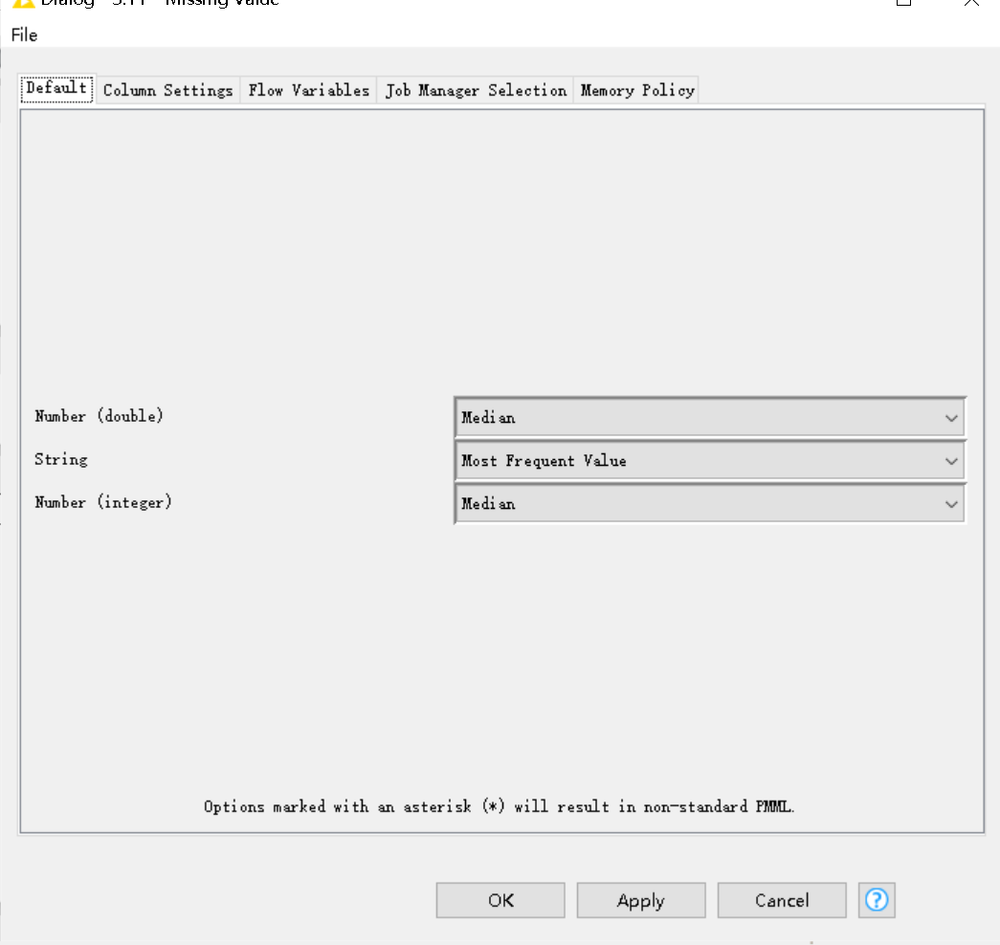 Dialog - 3:11 - Missing Value
File
Default Column Settings Flow Variables Job Manager Selection Memory Policy
Number (double) Median
String Most Frequent Value
Number (integer) Median
Options marked with an asterisk (*) will result in non-standard PMML.
OK Apply Cancel ?